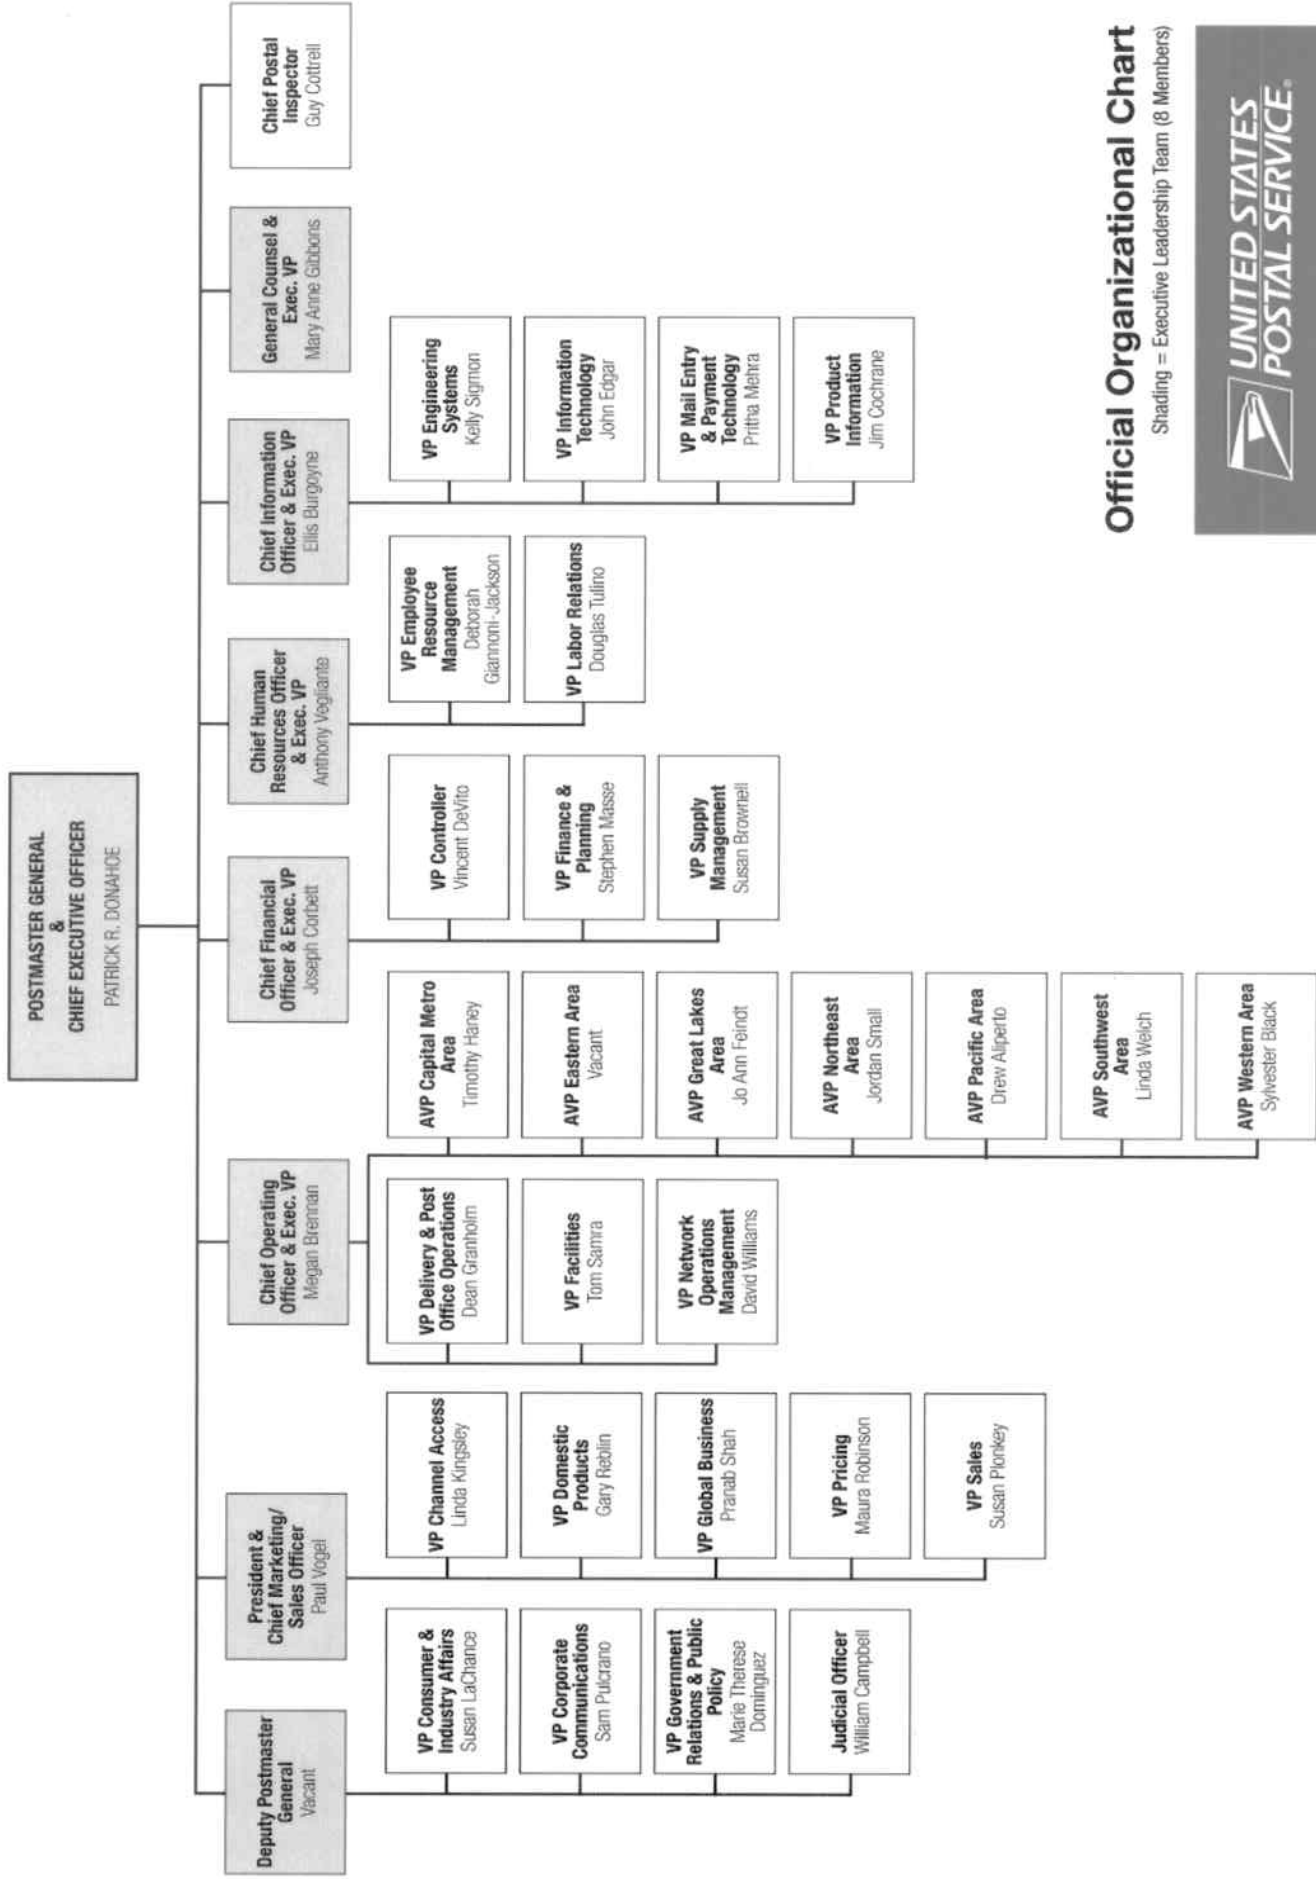 POSTMASTER GENERAL
&
CHIEF EXECUTIVE OFFICER
PATRICK R. DONAHOE
Deputy Postmaster
General
Vacant
President &
Chief Marketing/
Sales Officer
Paul Vogel
Chief Operating
Officer & Exec. VP
Megan Brennan
Chief Financial
Officer & Exec. VP
Joseph Corbett
Chief Human
Resources Officer
& Exec. VP
Anthony Vegliante
Chief Information
Officer & Exec. VP
Ellis Burgoyne
General Counsel &
Exec. VP
Mary Anne Gibbons
Chief Postal
Inspector
Guy Cottrell
VP Consumer &
Industry Affairs
Susan LaChance
VP Corporate
Communications
Sam Pulcrano
VP Government
Relations & Public
Policy
Marie Therese
Dominguez
Judicial Officer
William Campbell
VP Channel Access
Linda Kingsley
VP Domestic
Products
Gary Reblin
VP Global Business
Pranab Shah
VP Pricing
Maura Robinson
VP Sales
Susan Plonkey
VP Delivery & Post
Office Operations
Dean Granholm
VP Facilities
Tom Samra
VP Network
Operations
Management
David Williams
AVP Capital Metro
Area
Timothy Haney
AVP Eastern Area
Vacant
AVP Great Lakes
Area
Jo Ann Feindt
AVP Northeast
Area
Jordan Small
AVP Pacific Area
Drew Aliperto
AVP Southwest
Area
Linda Welch
AVP Western Area
Sylvester Black
VP Controller
Vincent DeVito
VP Finance &
Planning
Stephen Masse
VP Supply
Management
Susan Brownell
VP Employee
Resource
Management
Deborah
Giannoni-Jackson
VP Labor Relations
Douglas Tulino
VP Engineering
Systems
Kelly Sigmon
VP Information
Technology
John Edgar
VP Mail Entry
& Payment
Technology
Pritha Mehra
VP Product
Information
Jim Cochrane
Official Organizational Chart
Shading = Executive Leadership Team (8 Members)
UNITED STATES
POSTAL SERVICE®